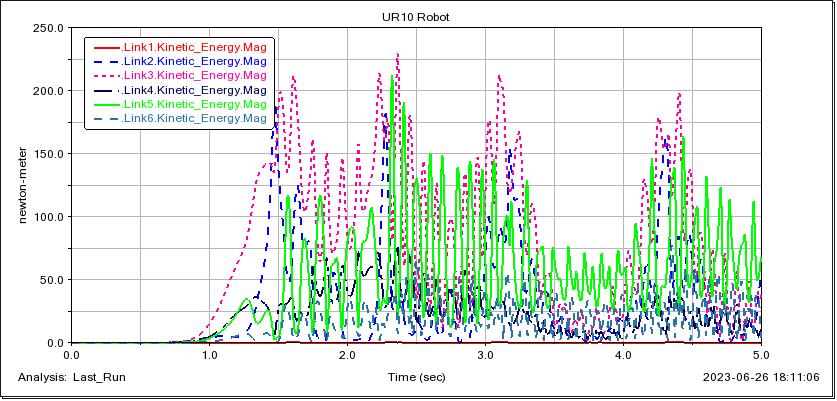 UR10 Robot
250.0
200.0
150.0
100.0
50.0
0.0
newton-meter
.Link1.Kinetic_Energy.Mag
.Link2.Kinetic_Energy.Mag
.Link3.Kinetic_Energy.Mag
.Link4.Kinetic_Energy.Mag
.Link5.Kinetic_Energy.Mag
.Link6.Kinetic_Energy.Mag
0.0 1.0 2.0 3.0 4.0 5.0
Analysis: Last_Run Time (sec) 2023-06-26 18:11:06